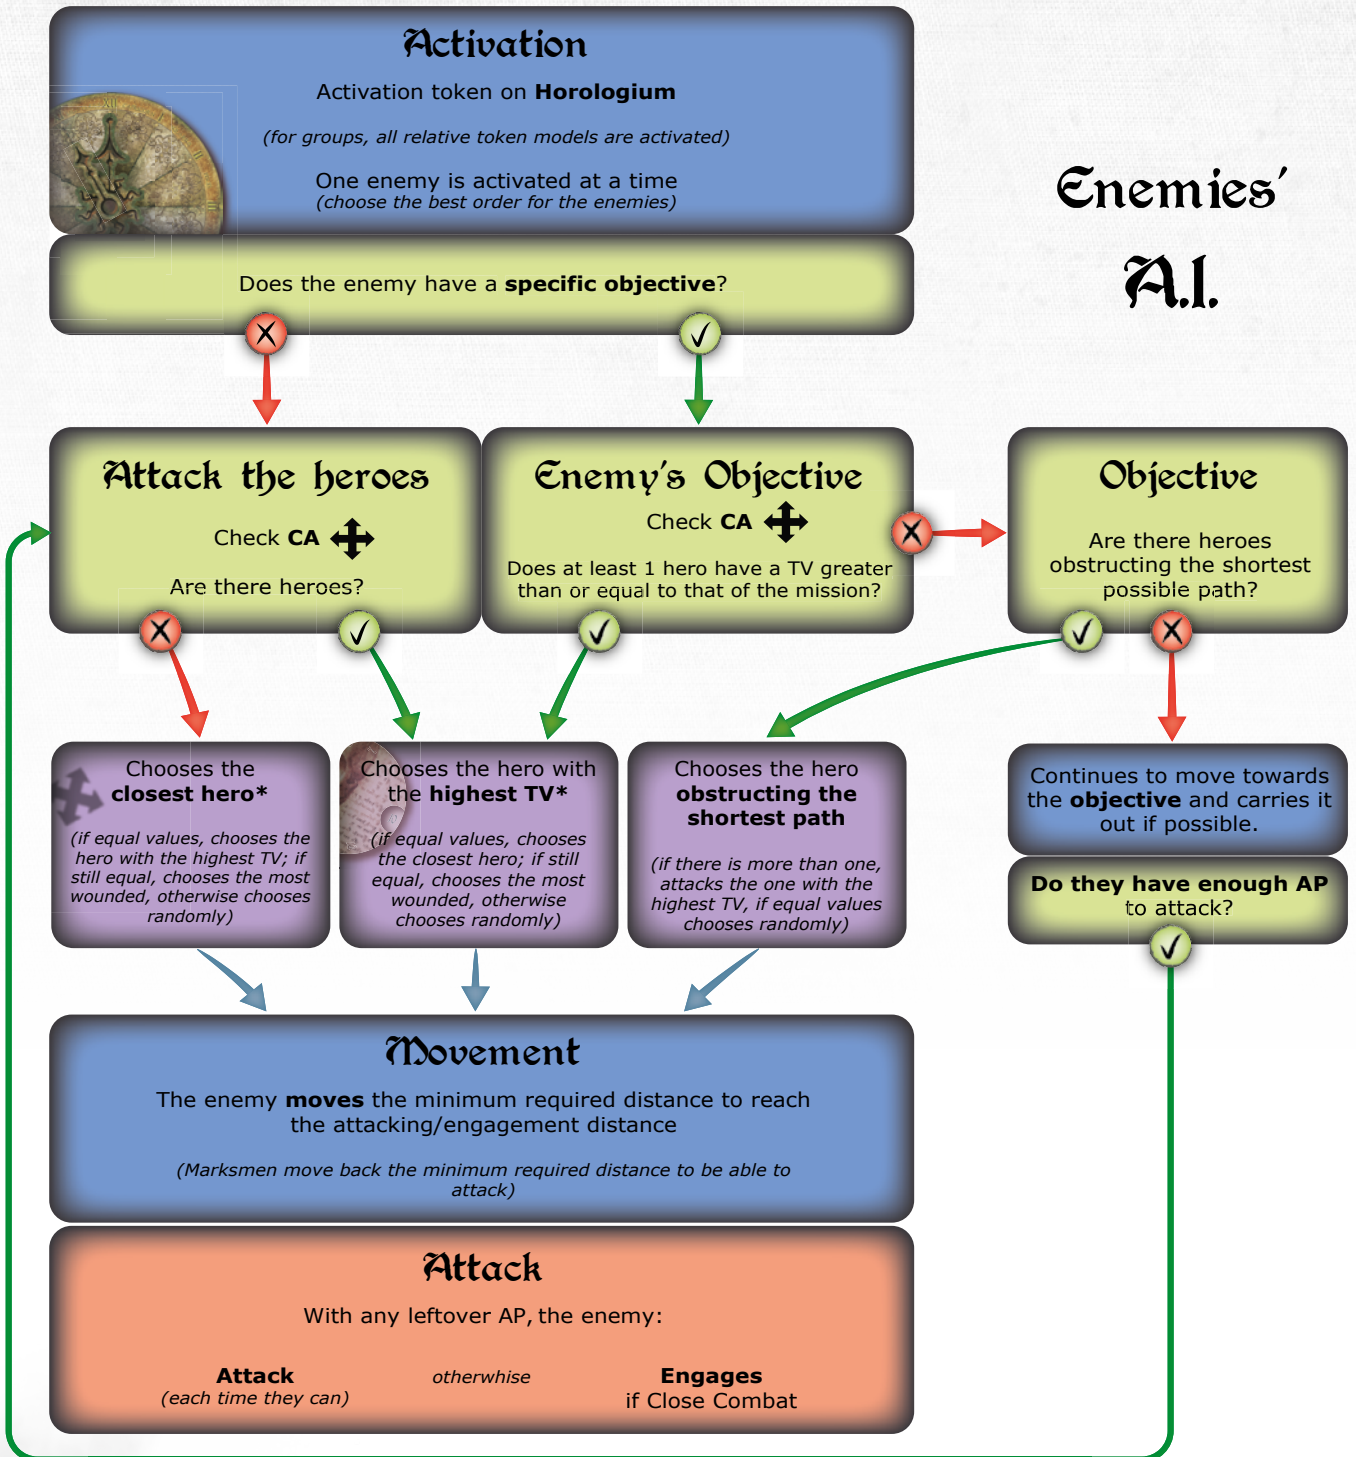 Activation
Activation token on Horologium
(for groups, all relative token models are activated)
One enemy is activated at a time
(choose the best order for the enemies)
Enemies'
A.I.
Does the enemy have a specific objective?
Attack the heroes
Check CA
Are there heroes?
Enemy's Objective
Check CA
Does at least 1 hero have a TV greater
than or equal to that of the mission?
Objective
Are there heroes
obstructing the shortest
possible path?
Chooses the
closest hero*
(if equal values, chooses the
hero with the highest TV; if
still equal, chooses the most
wounded, otherwise chooses
randomly)
Chooses the hero with
the highest TV*
(if equal values, chooses
the closest hero; if still
equal, chooses the most
wounded, otherwise
chooses randomly)
Chooses the hero
obstructing the
shortest path
(if there is more than one,
attacks the one with the
highest TV, if equal values
chooses randomly)
Continues to move towards
the objective and carries it
out if possible.
Do they have enough AP
to attack?
Movement
The enemy moves the minimum required distance to reach
the attacking/engagement distance
(Marksmen move back the minimum required distance to be able to
attack)
Attack
With any leftover AP, the enemy:
Attack
(each time they can)
otherwhise
Engages
if Close Combat